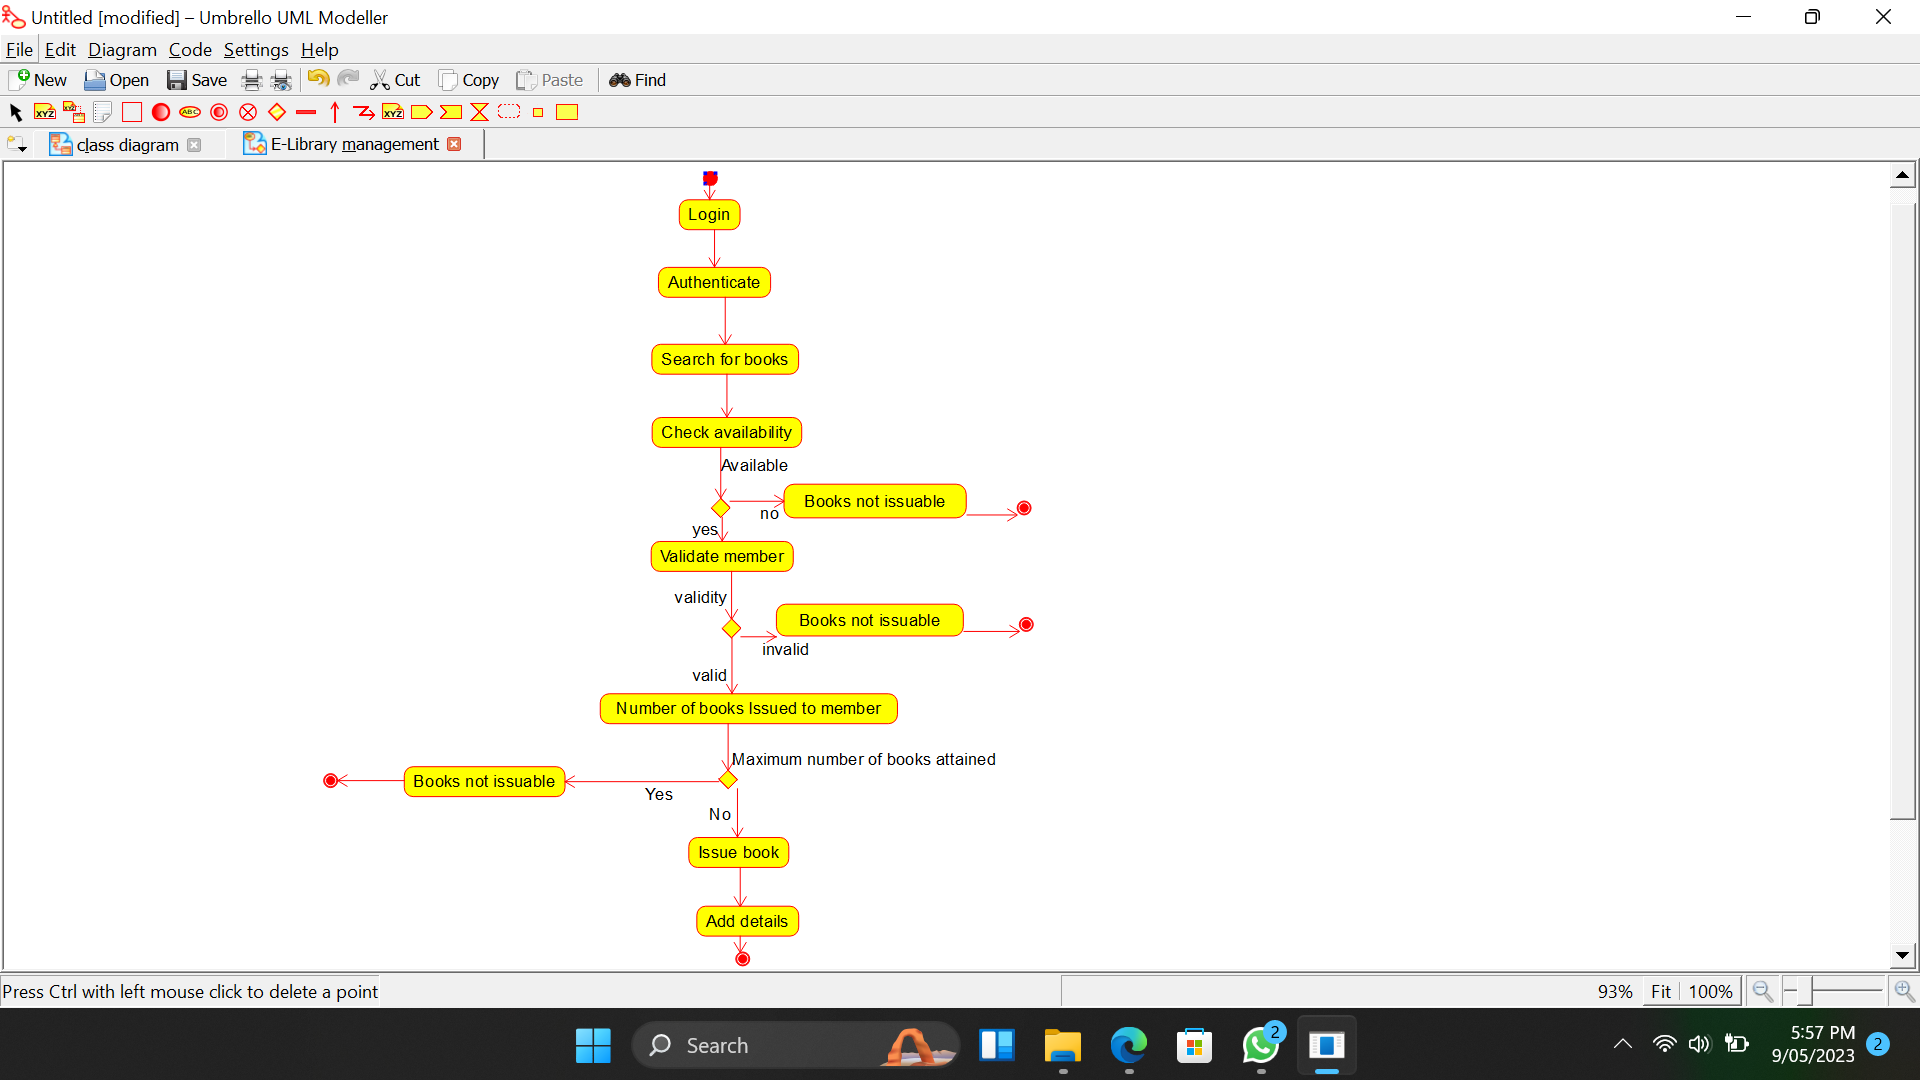 Untitled [modified] – Umbrello UML Modeller
File Edit Diagram Code Settings Help
New Open Save Cut Copy Paste Find
XYZ XYZ ABC XYZ
class diagram E-Library management
Login
Authenticate
Search for books
Check availability
Available
Books not issuable
no
yes
Validate member
validity
Books not issuable
invalid
valid
Number of books Issued to member
Maximum number of books attained
Books not issuable
Yes
No
Issue book
Add details
Press Ctrl with left mouse click to delete a point
93% Fit 100%
Search
2
5:57 PM
9/05/2023
2